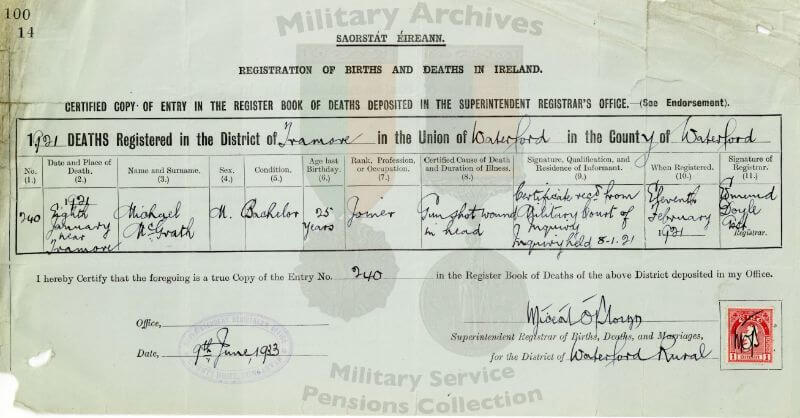 100
14
Military Archives
SAORSTÁT ÉIREANN.
REGISTRATION OF BIRTHS AND DEATHS IN IRELAND.
CERTIFIED COPY OF ENTRY IN THE REGISTER BOOK OF DEATHS DEPOSITED IN THE SUPERINTENDENT REGISTRAR'S OFFICE.—(See Endorsement).
1921 DEATHS Registered in the District of Tramore in the Union of Waterford in the County of Waterford
No. (1.) Date and Place of Death. (2.) Name and Surname. (3.) Sex. (4.) Condition. (5.) Age last Birthday. (6.) Rank, Profession, or Occupation. (7.) Certified Cause of Death and Duration of Illness. (8.) Signature, Qualification, and Residence of Informant. (9.) When Registered. (10.) Signature of Registrar. (11.)
240 1921 Eighth January near Tramore Michael McGrath M. Bachelor 25 Years Joiner Gunshot wound in head Certificate recd from Military Court of Inquiry Inquiry held 8-1-21 Eleventh February 1921 Edmund Doyle Registrar.
I hereby Certify that the foregoing is a true Copy of the Entry No. 240 in the Register Book of Deaths of the above District deposited in my Office.
Office,
Superintendent Registrar of Births, Deaths, and Marriages,
Date, 9th June, 1933
for the District of Waterford Rural
Military Service
Pensions Collection